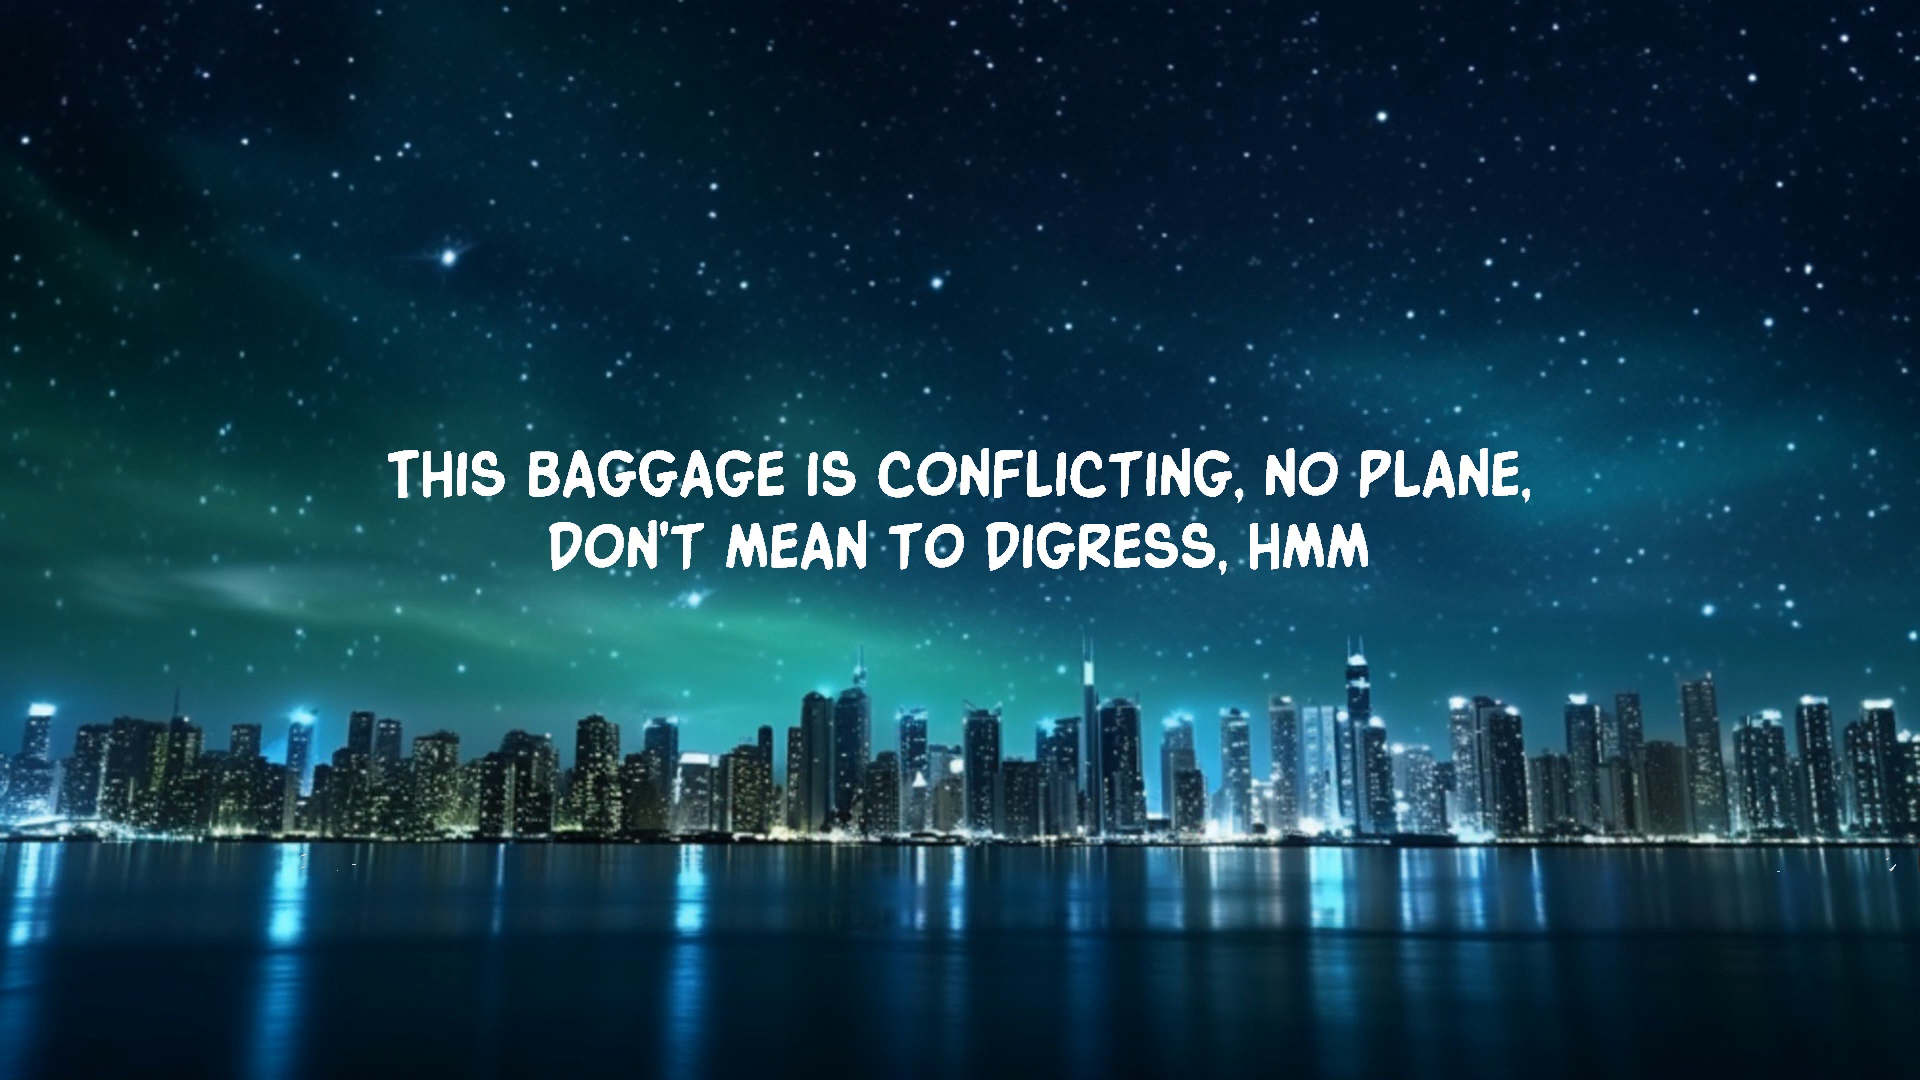 THIS BAGGAGE IS CONFLICTING, NO PLANE,
DON'T MEAN TO DIGRESS, HMM